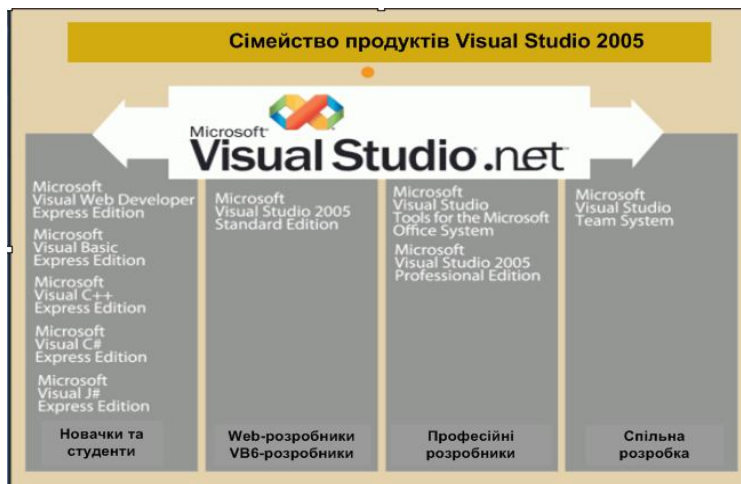 Сімейство продуктів Visual Studio 2005
Microsoft
Visual Studio .net
Microsoft
Visual Web Developer
Express Edition
Microsoft
Visual Basic
Express Edition
Microsoft
Visual C++
Express Edition
Microsoft
Visual C#
Express Edition
Microsoft
Visual J#
Express Edition
Новачки та
студенти
Microsoft
Visual Studio 2005
Standard Edition
Web-розробники
VB6-розробники
Microsoft
Visual Studio
Tools for the Microsoft
Office System
Microsoft
Visual Studio 2005
Professional Edition
Професійні
розробники
Microsoft
Visual Studio
Team System
Спільна
розробка